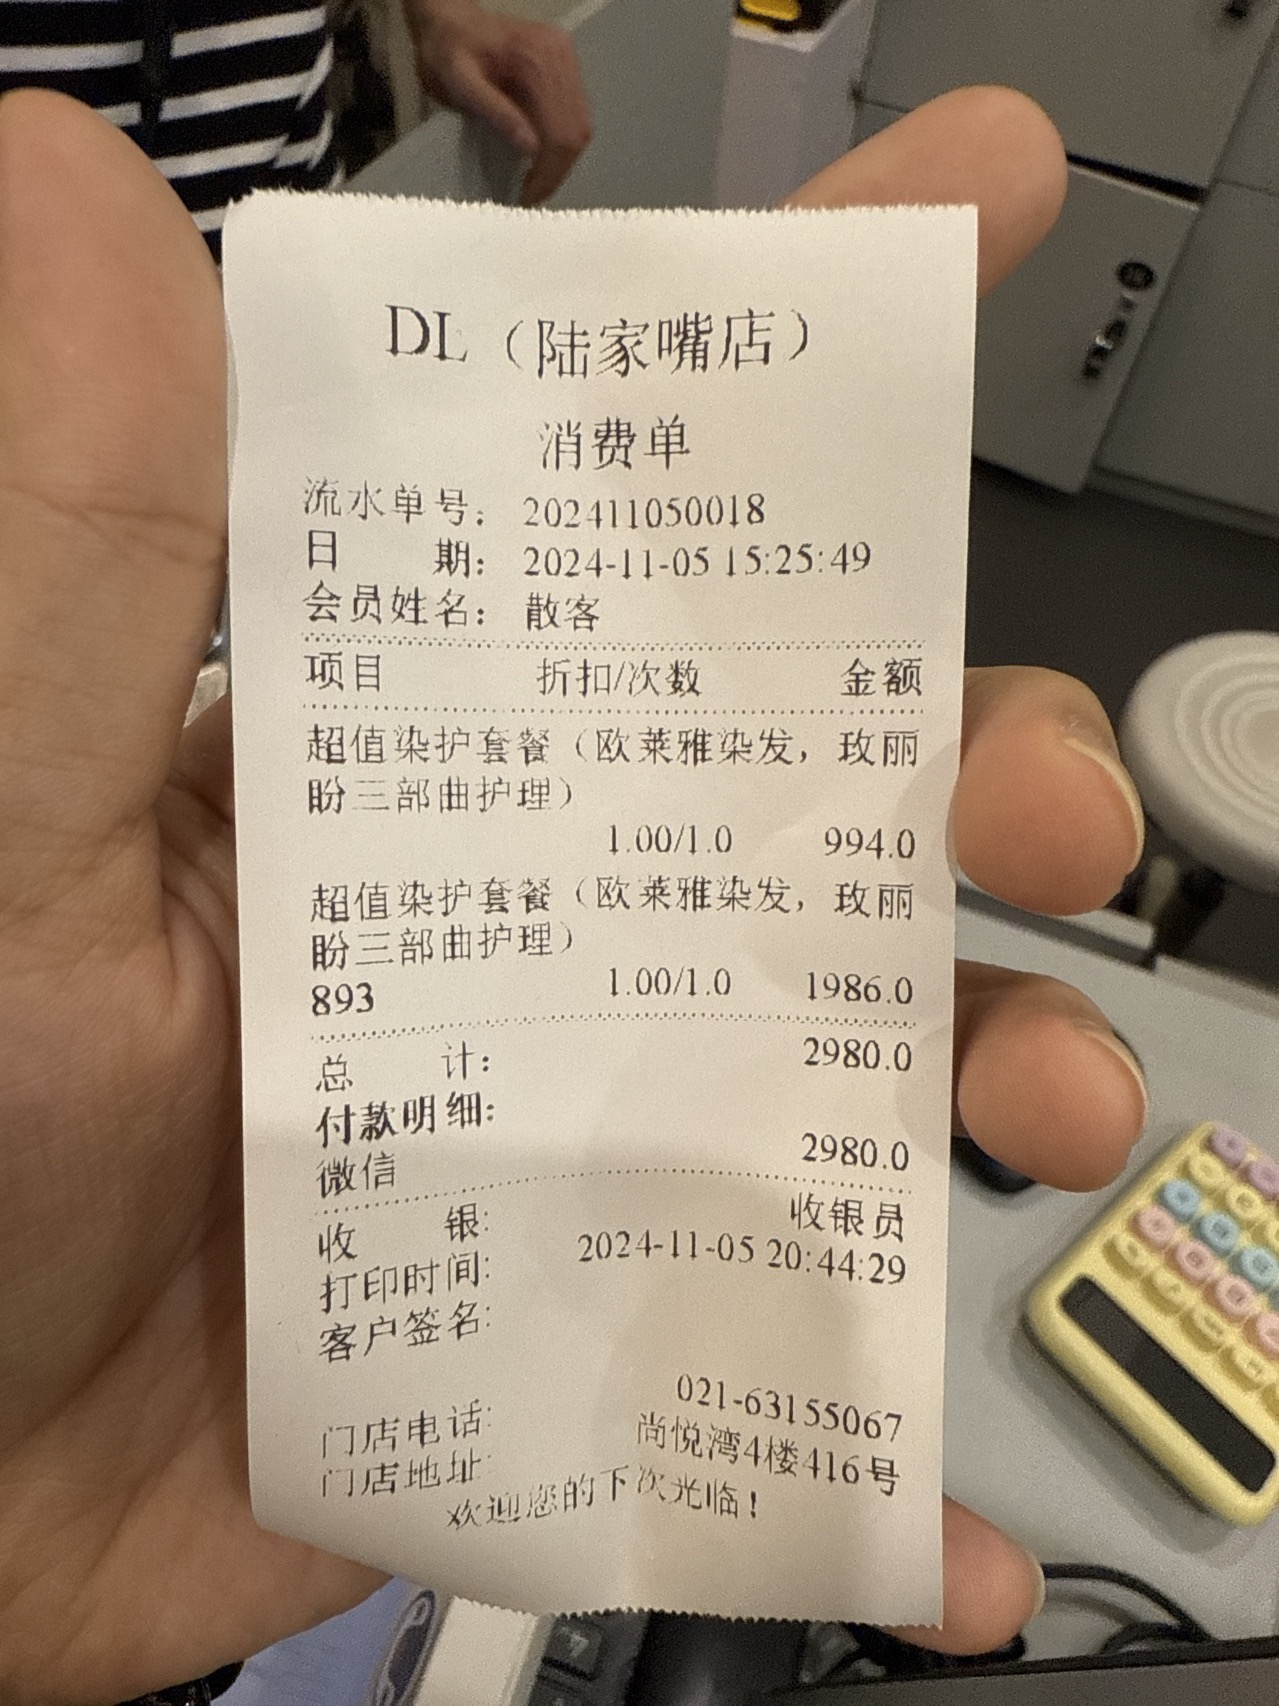 DL（陆家嘴店）
消费单
流水单号： 202411050018
日 期： 2024-11-05 15:25:49
会员姓名： 散客
项目 折扣/次数 金额
超值染护套餐（欧莱雅染发，玫丽
盼三部曲护理）
1.00/1.0 994.0
超值染护套餐（欧莱雅染发，玫丽
盼三部曲护理）
893 1.00/1.0 1986.0
总 计： 2980.0
付款明细：
微信 2980.0
收 银: 收银员
打印时间: 2024-11-05 20:44:29
客户签名:
门店电话: 021-63155067
门店地址: 尚悦湾4楼416号
欢迎您的下次光临！